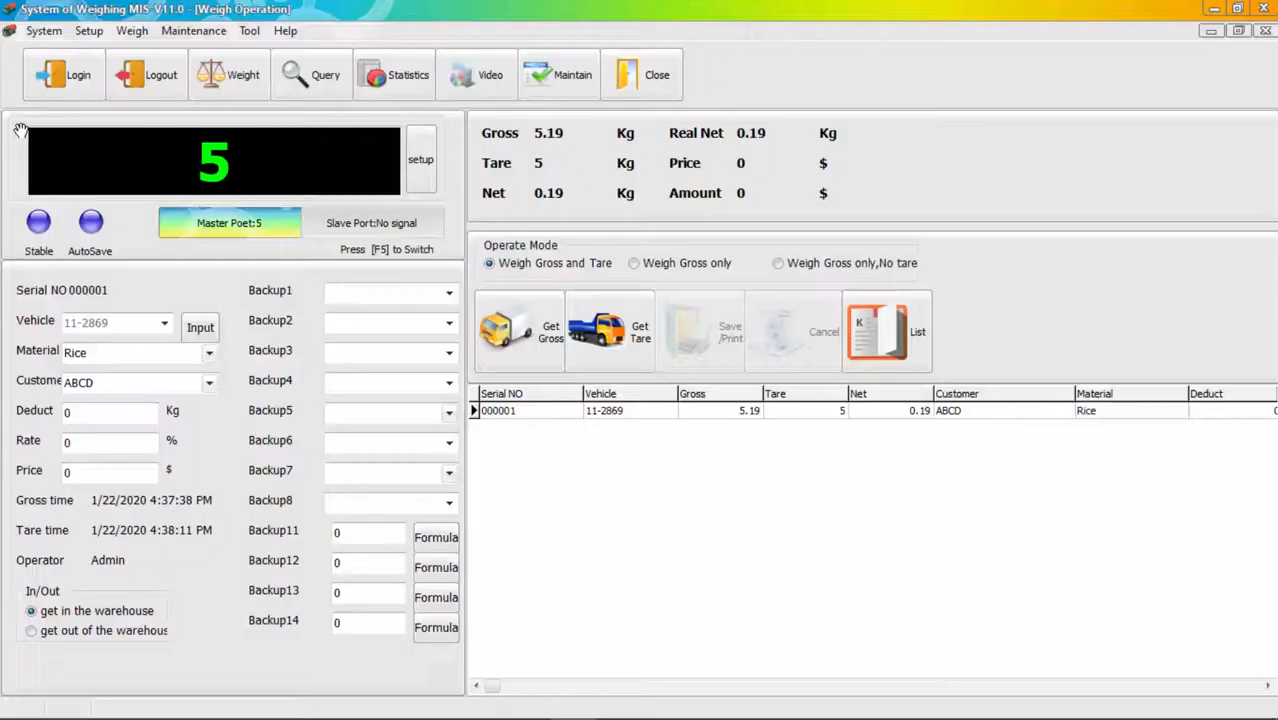 System of Weighing MIS-V11.0 - [Weigh Operation]
System Setup Weigh Maintenance Tool Help
Login Logout Weight Query Statistics Video Maintain Close
5
setup
Stable AutoSave
Master Poet:5 Slave Port:No signal
Press [F5] to Switch
Gross 5.19 Kg Real Net 0.19 Kg
Tare 5 Kg Price 0 $
Net 0.19 Kg Amount 0 $
Operate Mode
Weigh Gross and Tare Weigh Gross only Weigh Gross only,No tare
Get Gross
Get Tare
Save /Print
Cancel
K
List
Serial NO 000001 Backup1
Vehicle 11-2869 Input Backup2
Material Rice Backup3
Custome ABCD Backup4
Deduct 0 Kg Backup5
Rate 0 % Backup6
Price 0 $ Backup7
Gross time 1/22/2020 4:37:38 PM Backup8
Tare time 1/22/2020 4:38:11 PM Backup11 0 Formula
Operator Admin Backup12 0 Formula
In/Out Backup13 0 Formula
get in the warehouse
Backup14 0 Formula
get out of the warehous
Serial NO Vehicle Gross Tare Net Customer Material Deduct
000001 11-2869 5.19 5 0.19 ABCD Rice 0